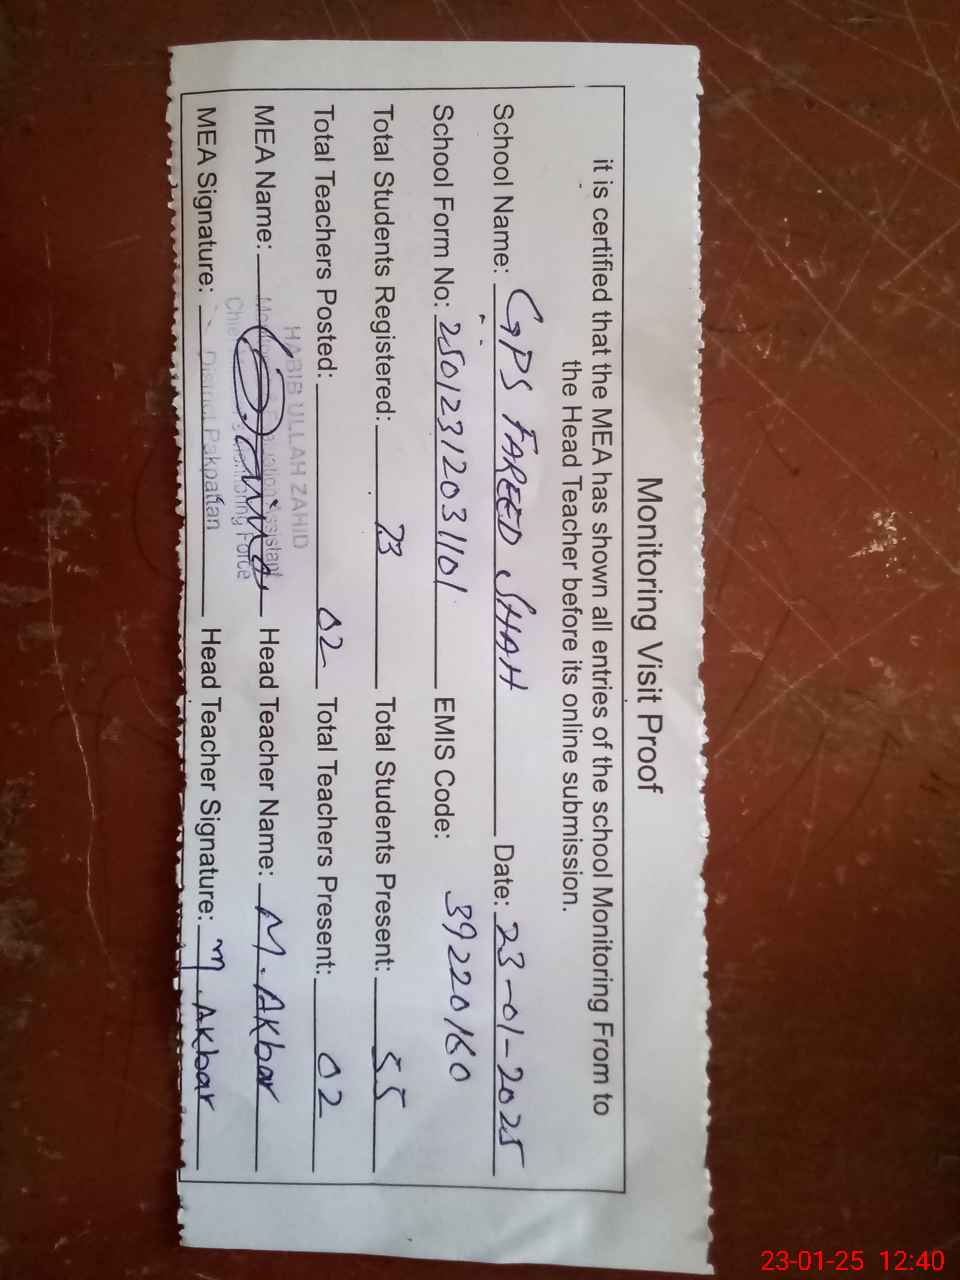 Monitoring Visit Proof
it is certified that the MEA has shown all entries of the school Monitoring From to
the Head Teacher before its online submission.
School Name: GPS FAREED SHAH Date: 23-01-2025
School Form No: 25012312031101 EMIS Code: 39220160
Total Students Registered: 73 Total Students Present: 55
Total Teachers Posted: 02 Total Teachers Present: 02
HABIB ULLAH ZAHID
MEA Name: Head Teacher Name: M. Akbar
Monitoring Force
District Pakpattan
MEA Signature: Head Teacher Signature: M. Akbar
23-01-25 12:40